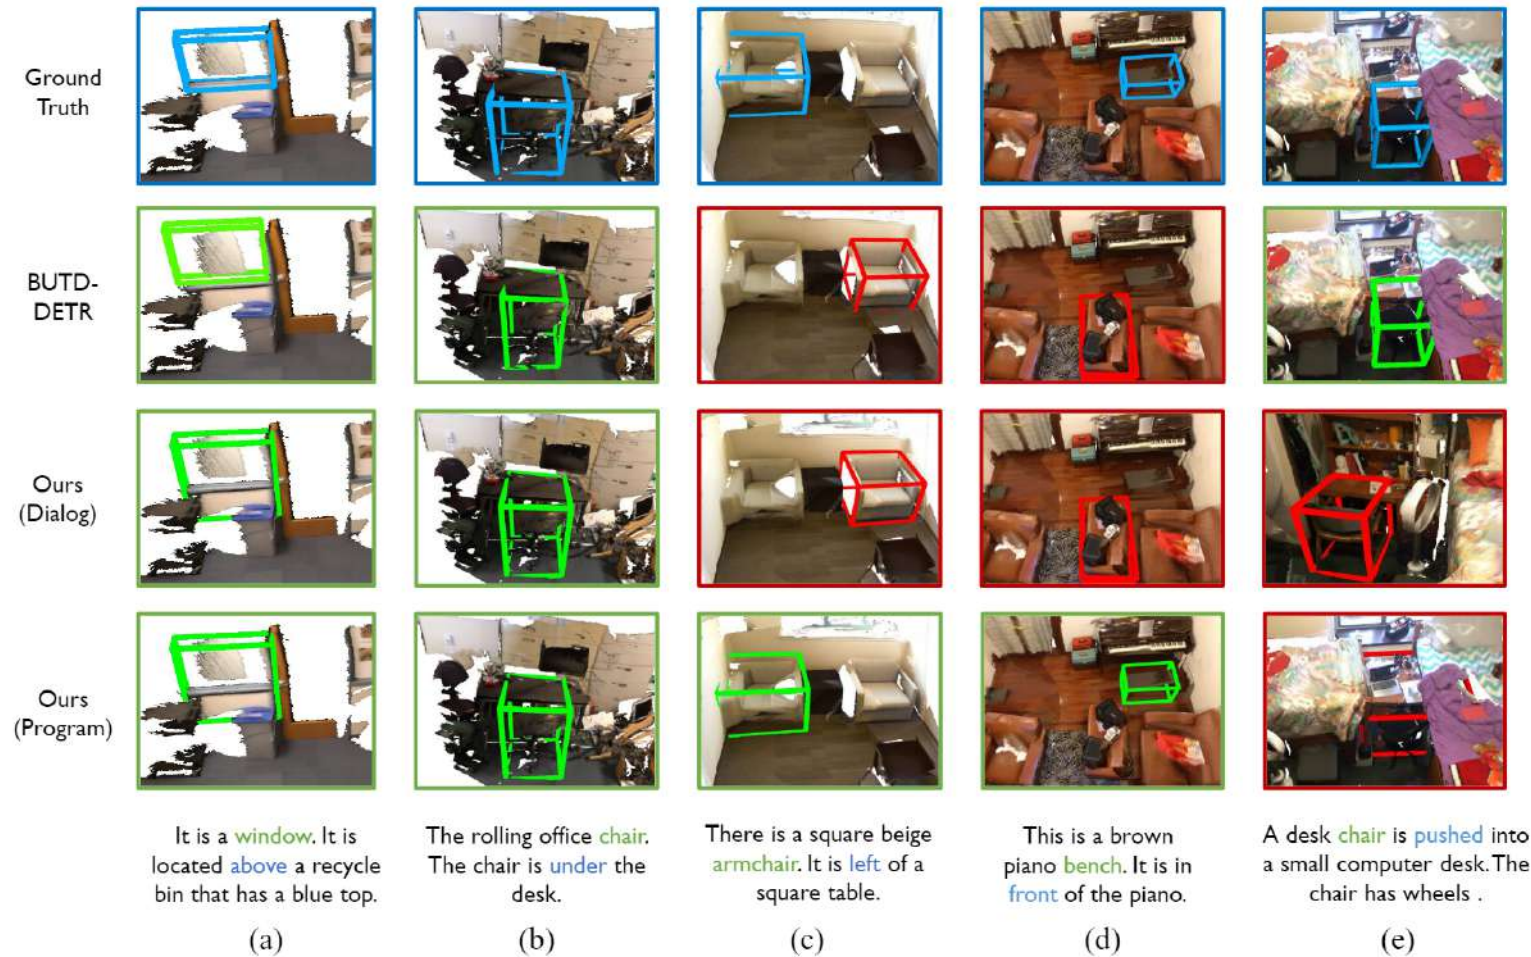 Ground
Truth
BUTD-
DETR
Ours
(Dialog)
Ours
(Program)
It is a window. It is
located above a recycle
bin that has a blue top.
The rolling office chair.
The chair is under the
desk.
There is a square beige
armchair. It is left of a
square table.
This is a brown
piano bench. It is in
front of the piano.
A desk chair is pushed into
a small computer desk. The
chair has wheels .
(a)
(b)
(c)
(d)
(e)